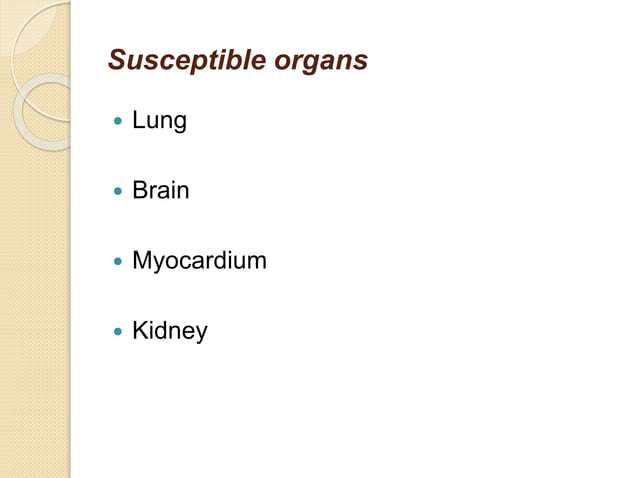 Susceptible organs
• Lung
• Brain
• Myocardium
• Kidney